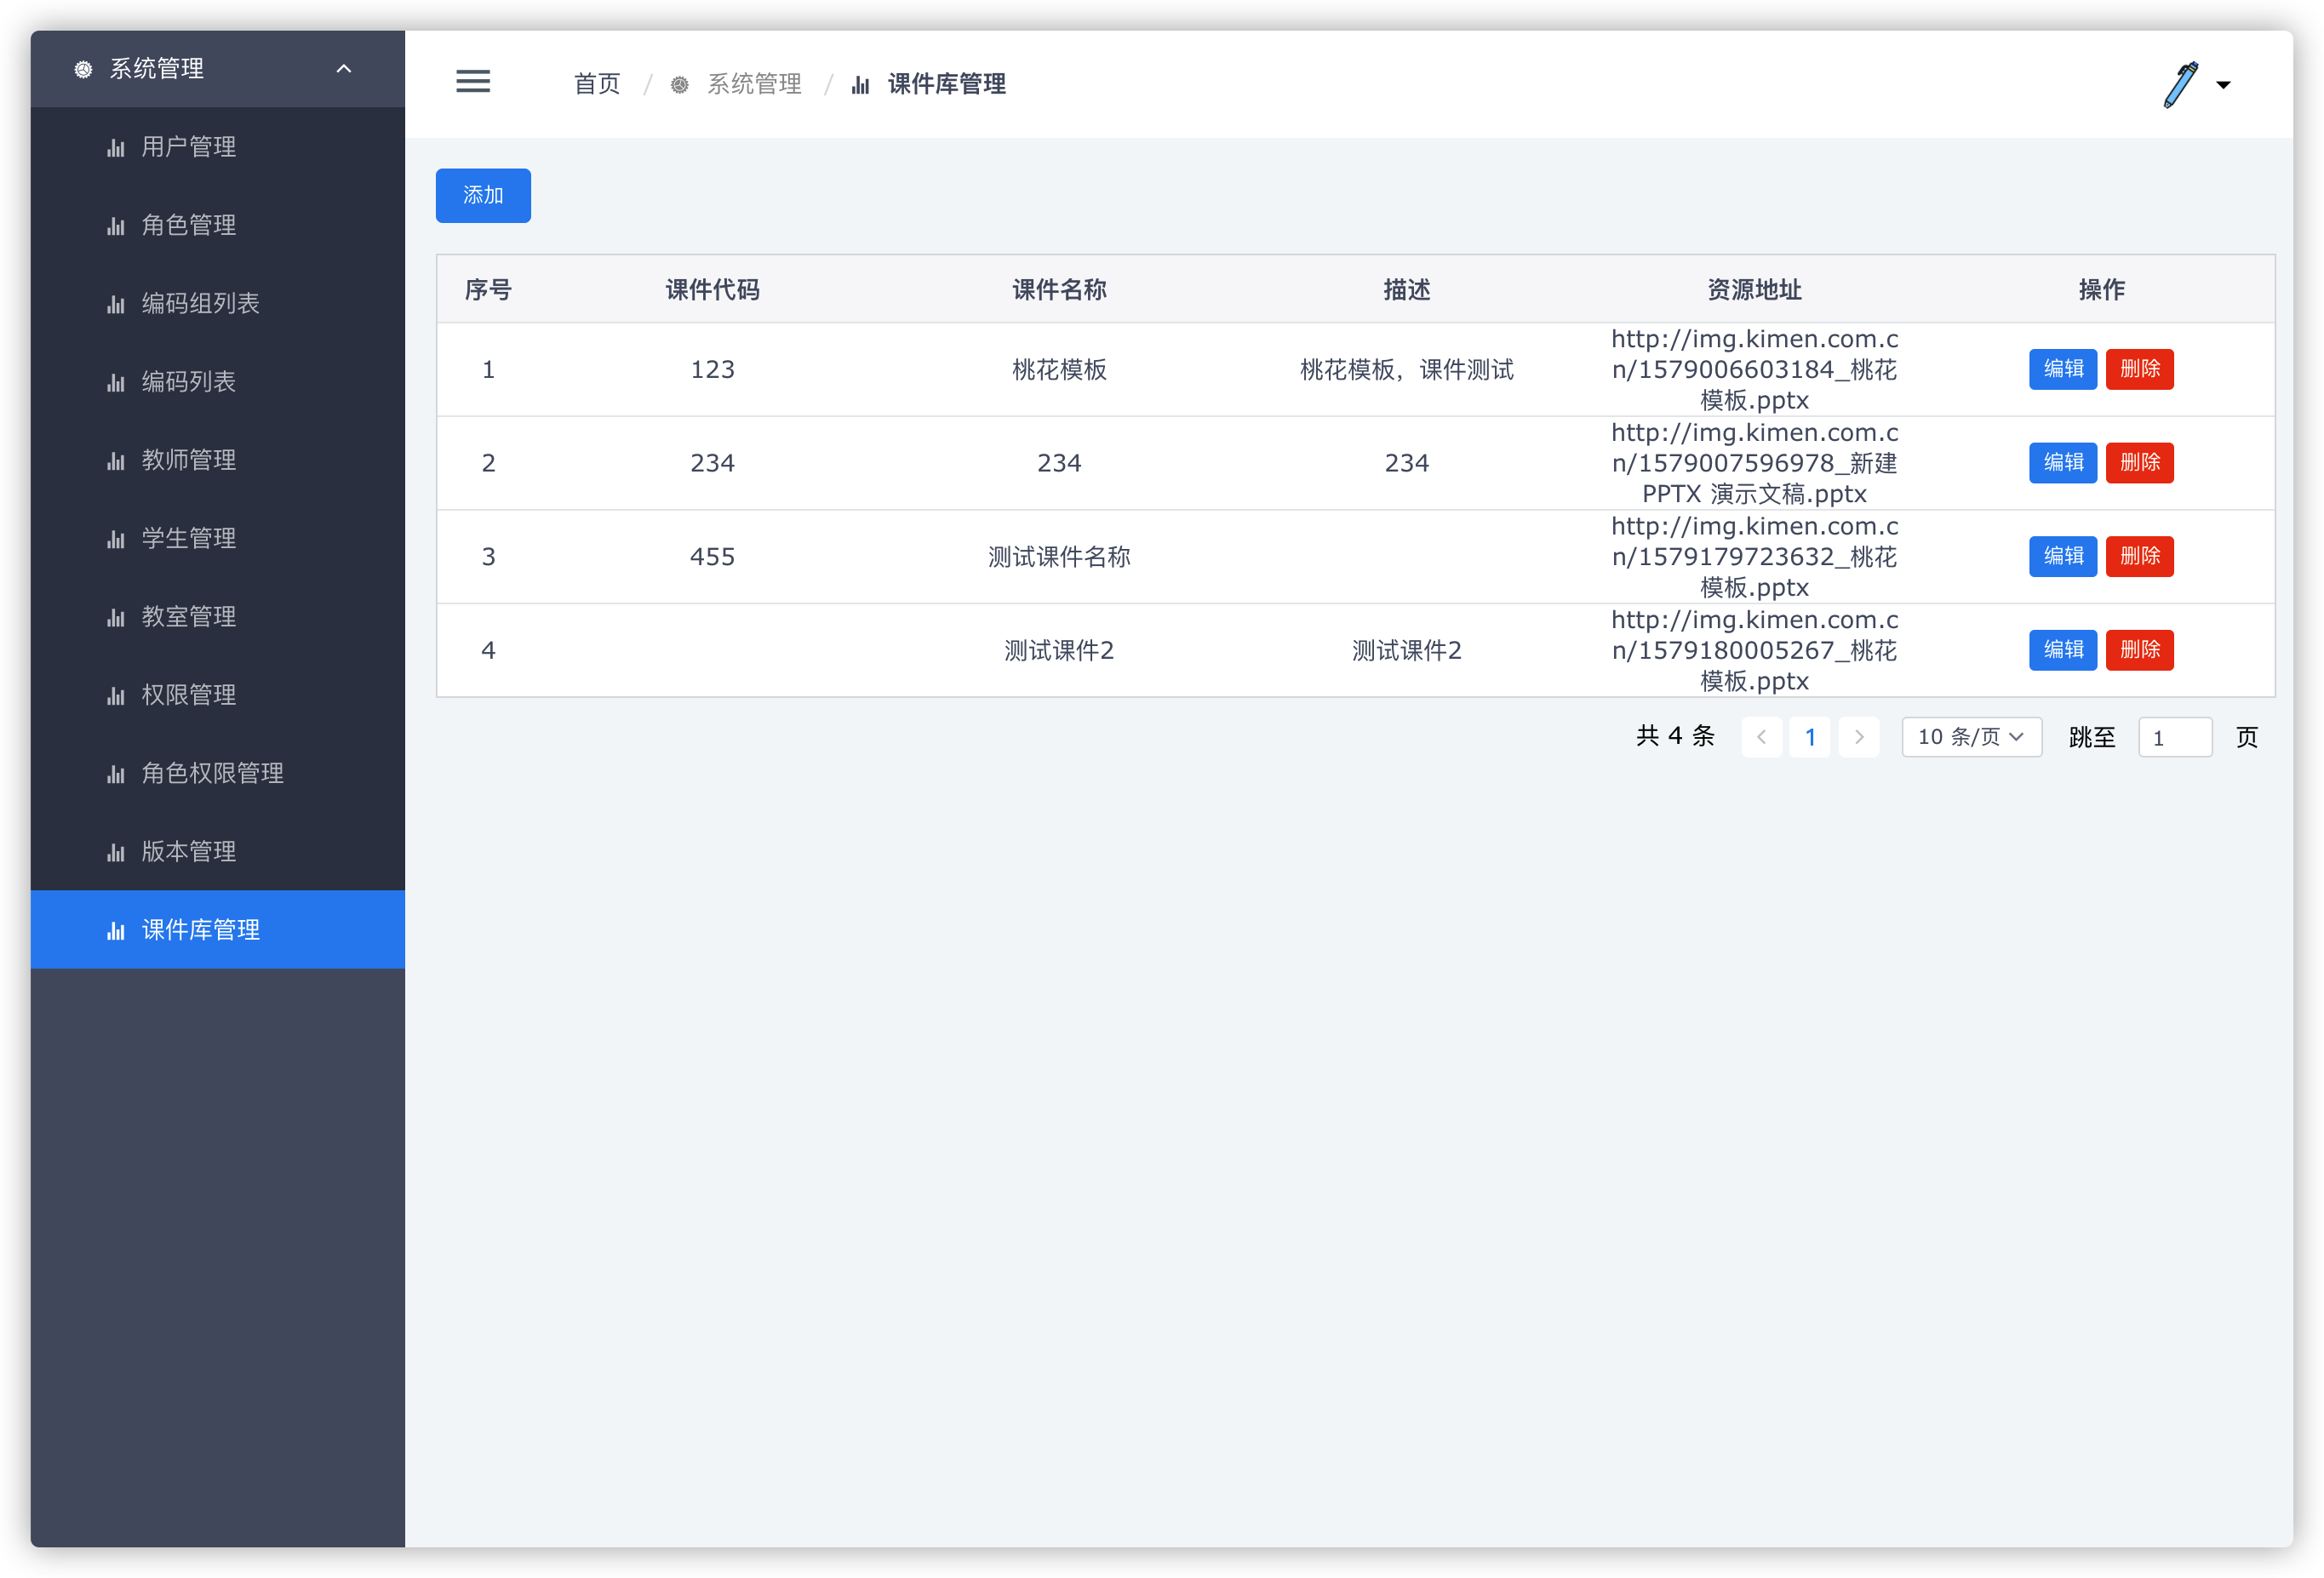 系统管理
用户管理
角色管理
编码组列表
编码列表
教师管理
学生管理
教室管理
权限管理
角色权限管理
版本管理
课件库管理
首页 / 系统管理 / 课件库管理
添加
序号 课件代码 课件名称 描述 资源地址 操作
1 123 桃花模板 桃花模板，课件测试 http://img.kimen.com.c
n/1579006603184_桃花
模板.pptx 编辑 删除
2 234 234 234 http://img.kimen.com.c
n/1579007596978_新建
PPTX 演示文稿.pptx 编辑 删除
3 455 测试课件名称 http://img.kimen.com.c
n/1579179723632_桃花
模板.pptx 编辑 删除
4 测试课件2 测试课件2 http://img.kimen.com.c
n/1579180005267_桃花
模板.pptx 编辑 删除
共 4 条 1 10 条/页 跳至 1 页